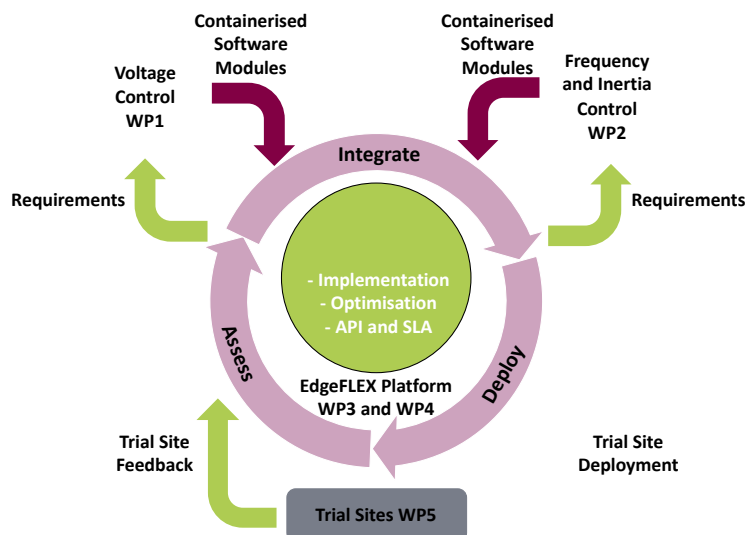 Containerised
Software
Modules
Containerised
Software
Modules
Voltage
Control
WP1
Frequency
and Inertia
Control
WP2
Integrate
Requirements
Requirements
- Implementation
- Optimisation
- API and SLA
Assess
Deploy
EdgeFLEX Platform
WP3 and WP4
Trial Site
Feedback
Trial Site
Deployment
Trial Sites WP5